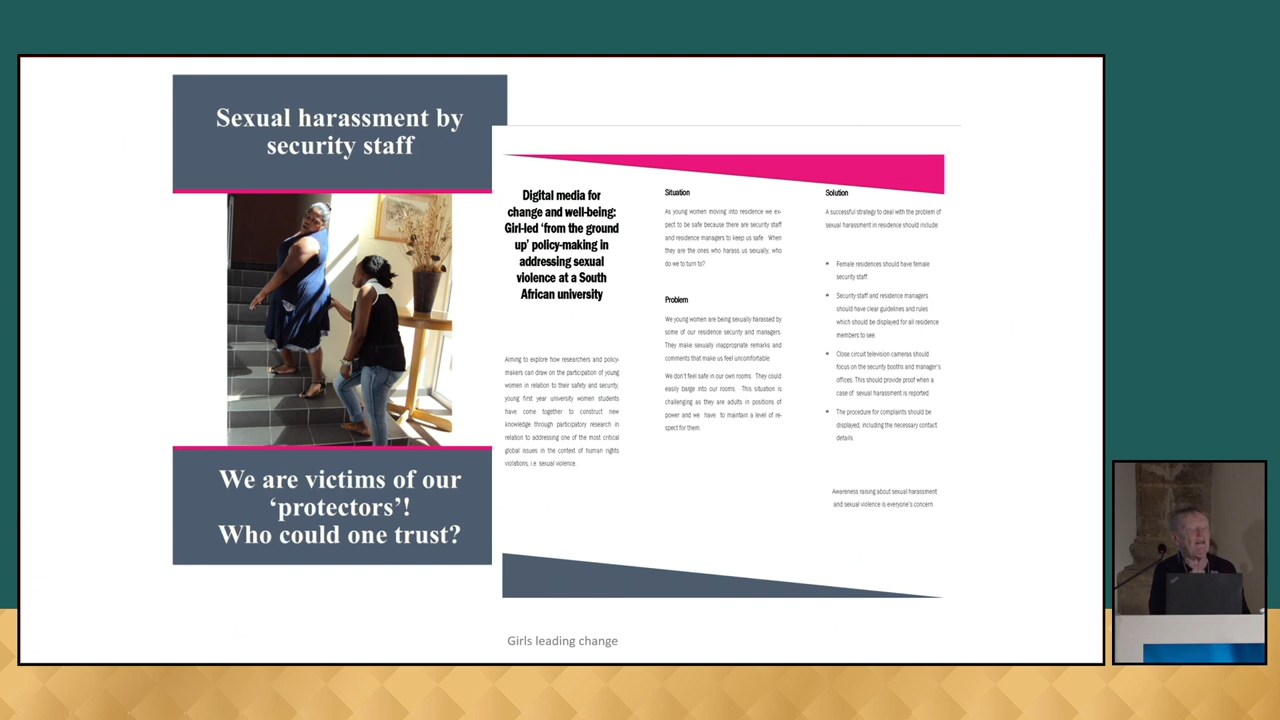 Sexual harassment by
security staff
We are victims of our
‘protectors’!
Who could one trust?
Digital media for
change and well-being:
Girl-led ‘from the ground
up’ policy-making in
addressing sexual
violence at a South
African university
Aiming to explore how researchers and policy-
makers can draw on the participation of young
women in relation to their safety and security,
young first year university women students
have come together to construct new
knowledge through participatory research in
relation to addressing one of the most critical
global issues in the context of human rights
violations, i.e. sexual violence.
Situation
As young women moving into residence we ex-
pect to be safe because there are security staff
and residence managers to keep us safe. When
they are the ones who harass us sexually, who
do we to turn to?
Problem
We young women are being sexually harassed by
some of our residence security and managers.
They make sexually inappropriate remarks and
comments that make us feel uncomfortable.
We don’t feel safe in our own rooms. They could
easily barge into our rooms. This situation is
challenging as they are adults in positions of
power and we have to maintain a level of re-
spect for them.
Solution
A successful strategy to deal with the problem of
sexual harassment in residence should include:
• Female residences should have female
security staff.
• Security staff and residence managers
should have clear guidelines and rules
which should be displayed for all residence
members to see.
• Close circuit television cameras should
focus on the security booths and manager’s
offices. This should provide proof when a
case of sexual harassment is reported.
• The procedure for complaints should be
displayed, including the necessary contact
details.
Awareness raising about sexual harassment
and sexual violence is everyone’s concern.
Girls leading change